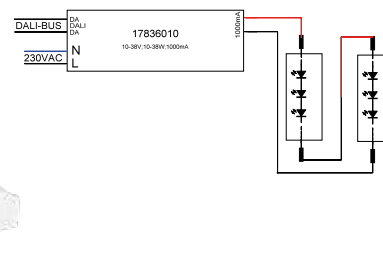 DA
DALI-BUS
DALI
DA
17836010
10-38V;10-38W;1000mA
1000mA
N
230VAC
L